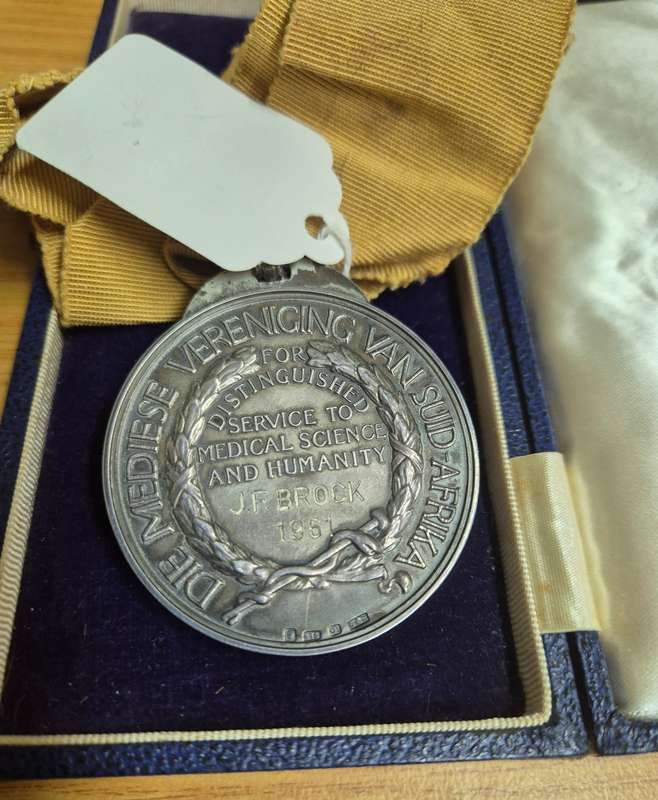 DIE MEDIESE VERENIGING VAN SUID-AFRIKA
FOR
DISTINGUISHED
SERVICE TO
MEDICAL SCIENCE
AND HUMANITY
J.F. BROCK
1961